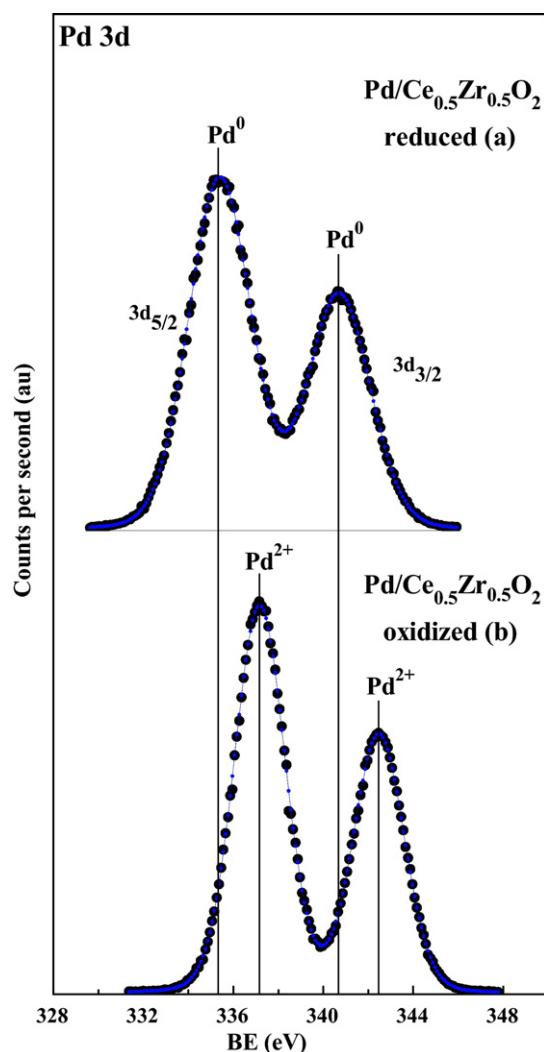 Pd 3d
Pd/Ce₀.₅Zr₀.₅O₂
reduced (a)
Pd⁰
Pd⁰
3d₅/₂
3d₃/₂
Counts per second (au)
Pd²⁺
Pd/Ce₀.₅Zr₀.₅O₂
oxidized (b)
Pd²⁺
328 332 336 340 344 348
BE (eV)